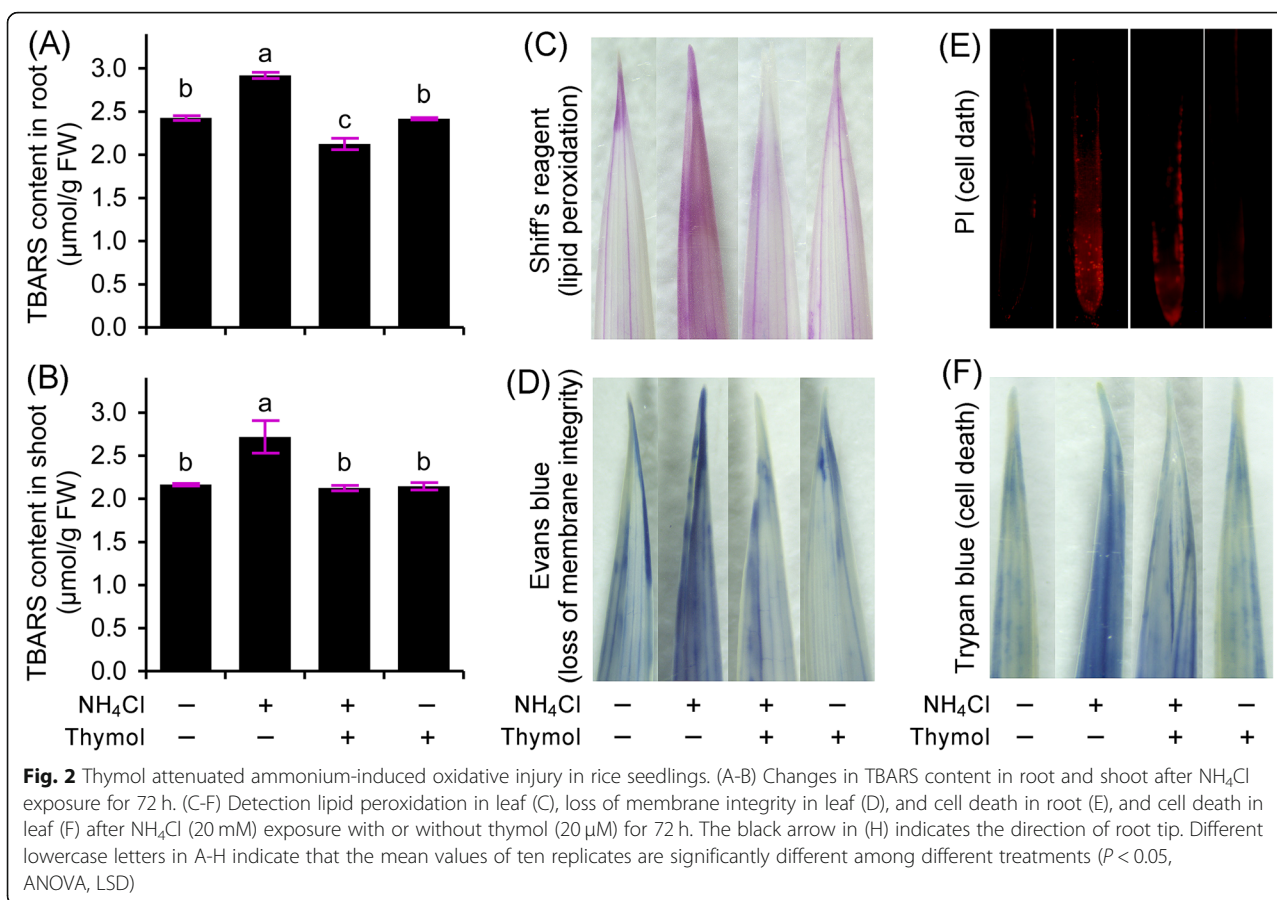 (A)
TBARS content in root
(µmol/g FW)
3.0
2.5
2.0
1.5
1.0
0.5
0.0
b
a
c
b
(B)
TBARS content in shoot
(µmol/g FW)
3.0
2.5
2.0
1.5
1.0
0.5
0.0
b
a
b
b
NH₄Cl – + + –
Thymol – – + +
(C)
Shiff's reagent
(lipid peroxidation)
(D)
Evans blue
(loss of membrane integrity)
NH₄Cl – + + –
Thymol – – + +
(E)
PI (cell dath)
(F)
Trypan blue (cell death)
NH₄Cl – + + –
Thymol – – + +
Fig. 2 Thymol attenuated ammonium-induced oxidative injury in rice seedlings. (A-B) Changes in TBARS content in root and shoot after NH₄Cl
exposure for 72 h. (C-F) Detection lipid peroxidation in leaf (C), loss of membrane integrity in leaf (D), and cell death in root (E), and cell death in
leaf (F) after NH₄Cl (20 mM) exposure with or without thymol (20 µM) for 72 h. The black arrow in (H) indicates the direction of root tip. Different
lowercase letters in A-H indicate that the mean values of ten replicates are significantly different among different treatments (P < 0.05,
ANOVA, LSD)